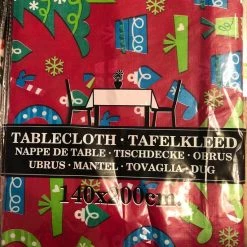 TABLECLOTH · TAFELKLEED
NAPPE DE TABLE · TISCHDECKE · OBRUS
UBRUS · MANTEL · TOVAGLIA · DUG
140x200cm.